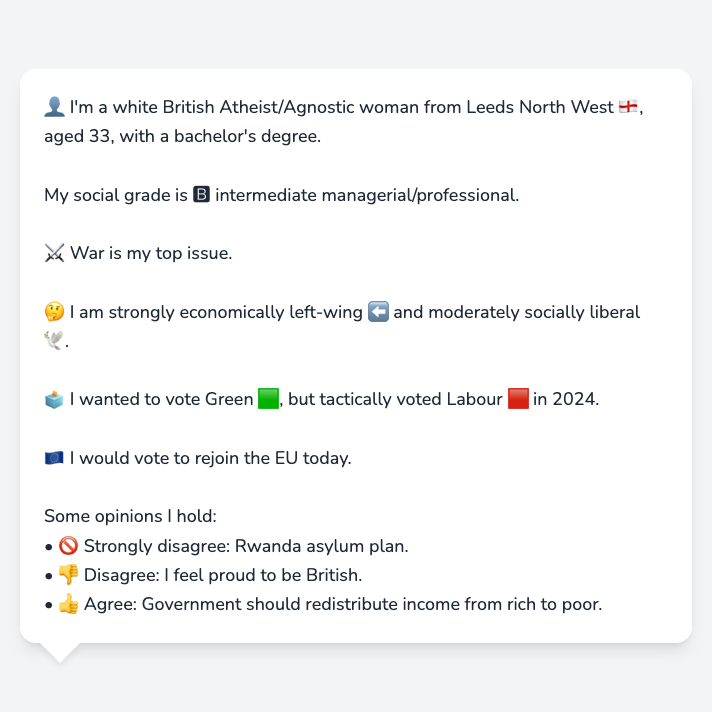 👤 I'm a white British Atheist/Agnostic woman from Leeds North West 🏴󠁧󠁢󠁥󠁮󠁧󠁿,
aged 33, with a bachelor's degree.
My social grade is 🅱 intermediate managerial/professional.
⚔️ War is my top issue.
🤔 I am strongly economically left-wing ⬅️ and moderately socially liberal
🕊️.
🗳️ I wanted to vote Green 🟩, but tactically voted Labour 🟥 in 2024.
🇪🇺 I would vote to rejoin the EU today.
Some opinions I hold:
• 🚫 Strongly disagree: Rwanda asylum plan.
• 👎 Disagree: I feel proud to be British.
• 👍 Agree: Government should redistribute income from rich to poor.